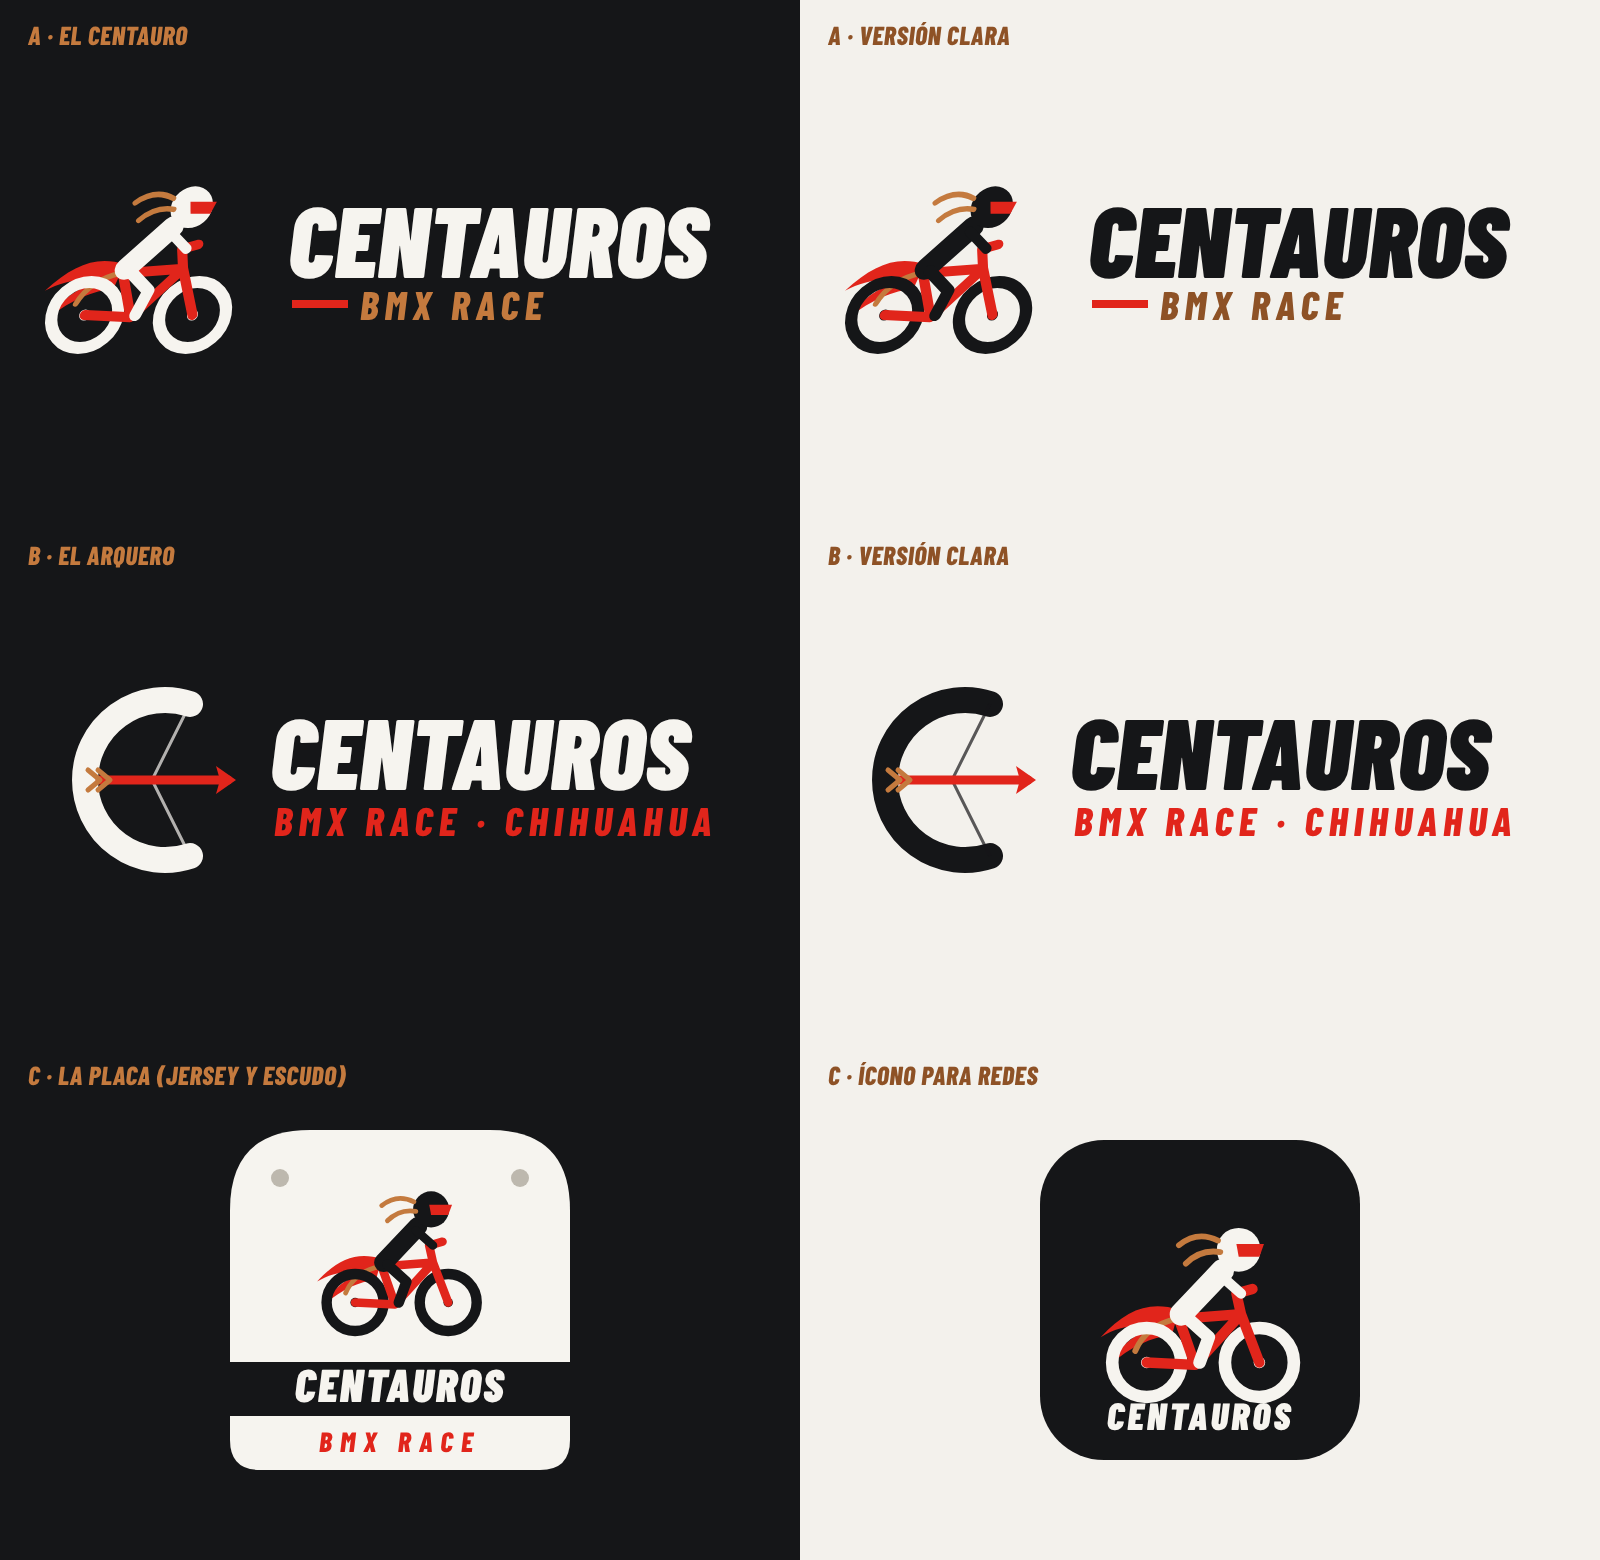 A · EL CENTAURO
CENTAUROS
BMX RACE
A · VERSIÓN CLARA
CENTAUROS
BMX RACE
B · EL ARQUERO
CENTAUROS
BMX RACE · CHIHUAHUA
B · VERSIÓN CLARA
CENTAUROS
BMX RACE · CHIHUAHUA
C · LA PLACA (JERSEY Y ESCUDO)
CENTAUROS
BMX RACE
C · ÍCONO PARA REDES
CENTAUROS